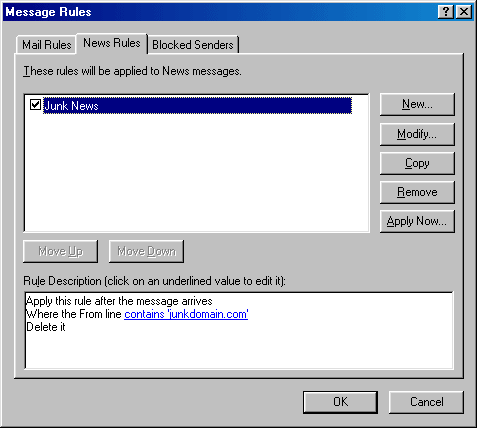 Message Rules
Mail Rules News Rules Blocked Senders
These rules will be applied to News messages.
Junk News
New...
Modify...
Copy
Remove
Apply Now...
Move Up Move Down
Rule Description (click on an underlined value to edit it):
Apply this rule after the message arrives
Where the From line contains 'junkdomain.com'
Delete it
OK Cancel